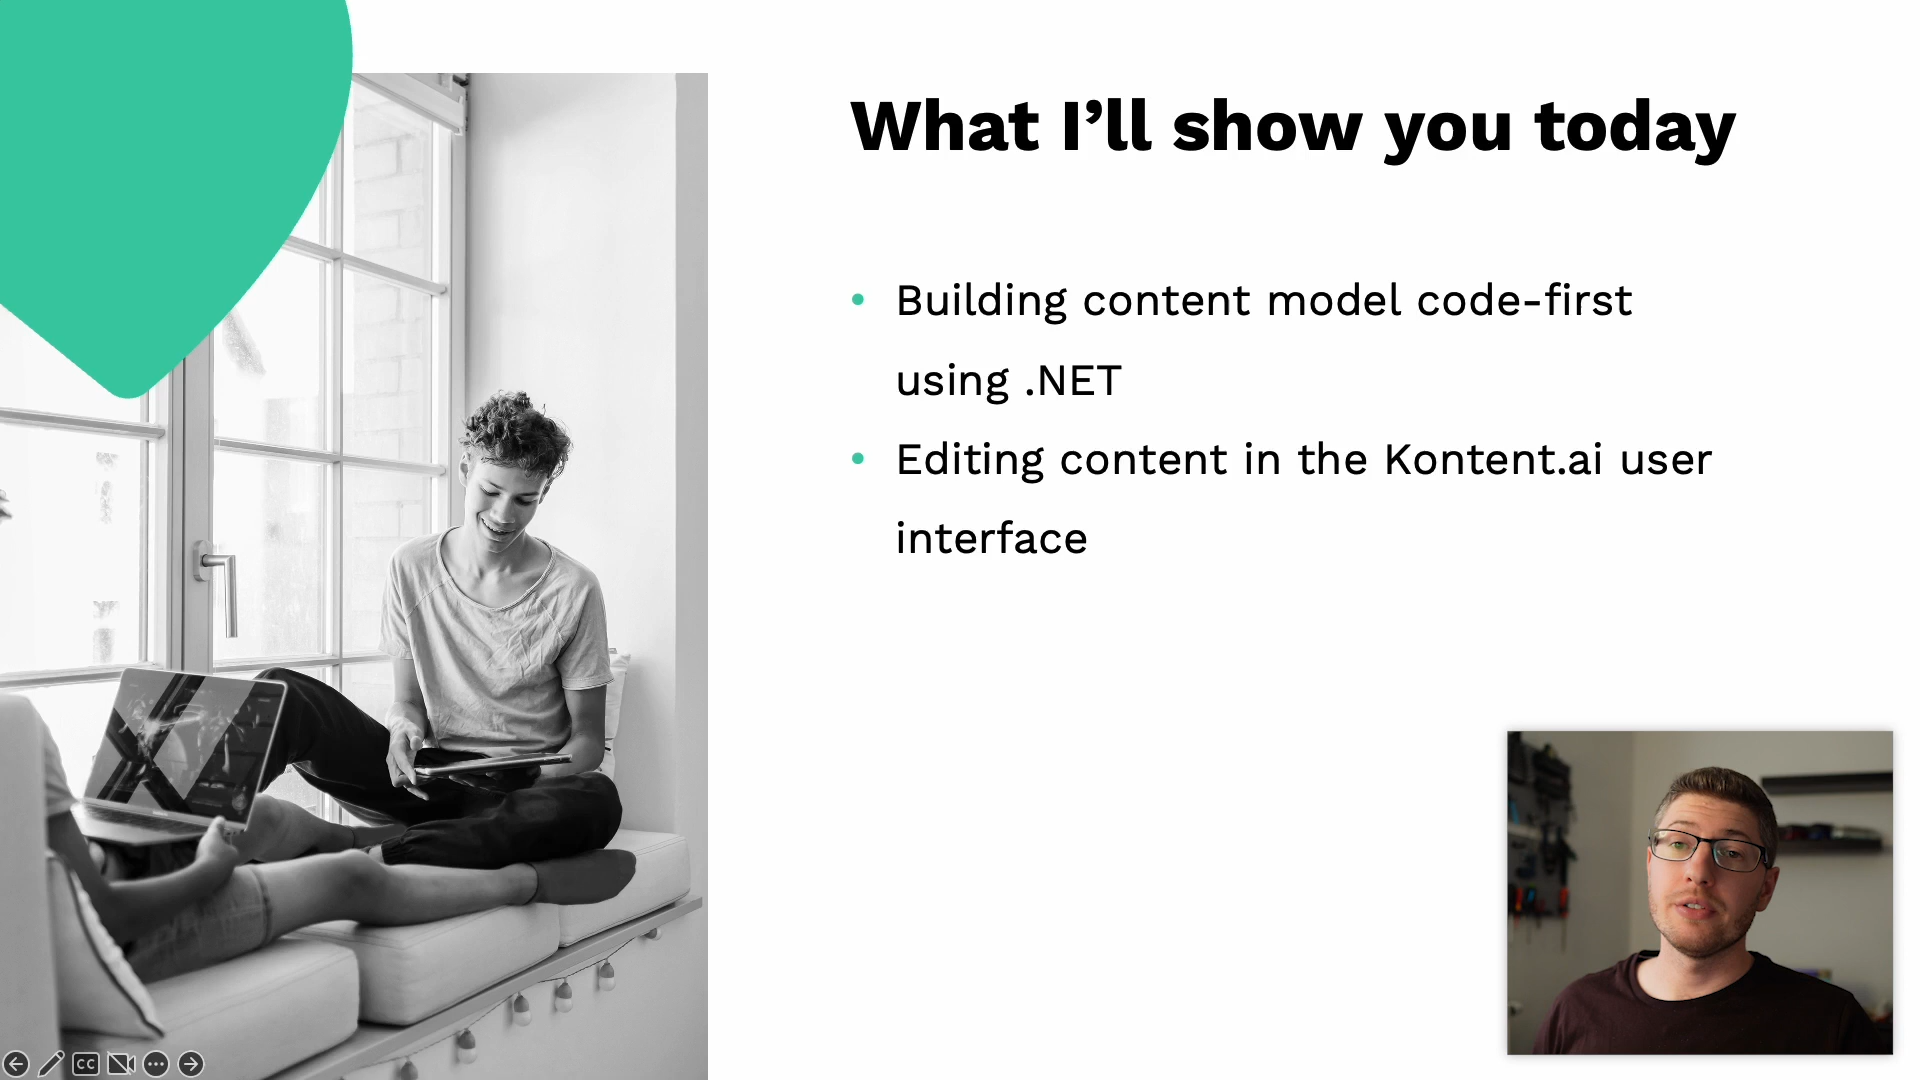 What I’ll show you today
• Building content model code-first
using .NET
• Editing content in the Kontent.ai user
interface
CC